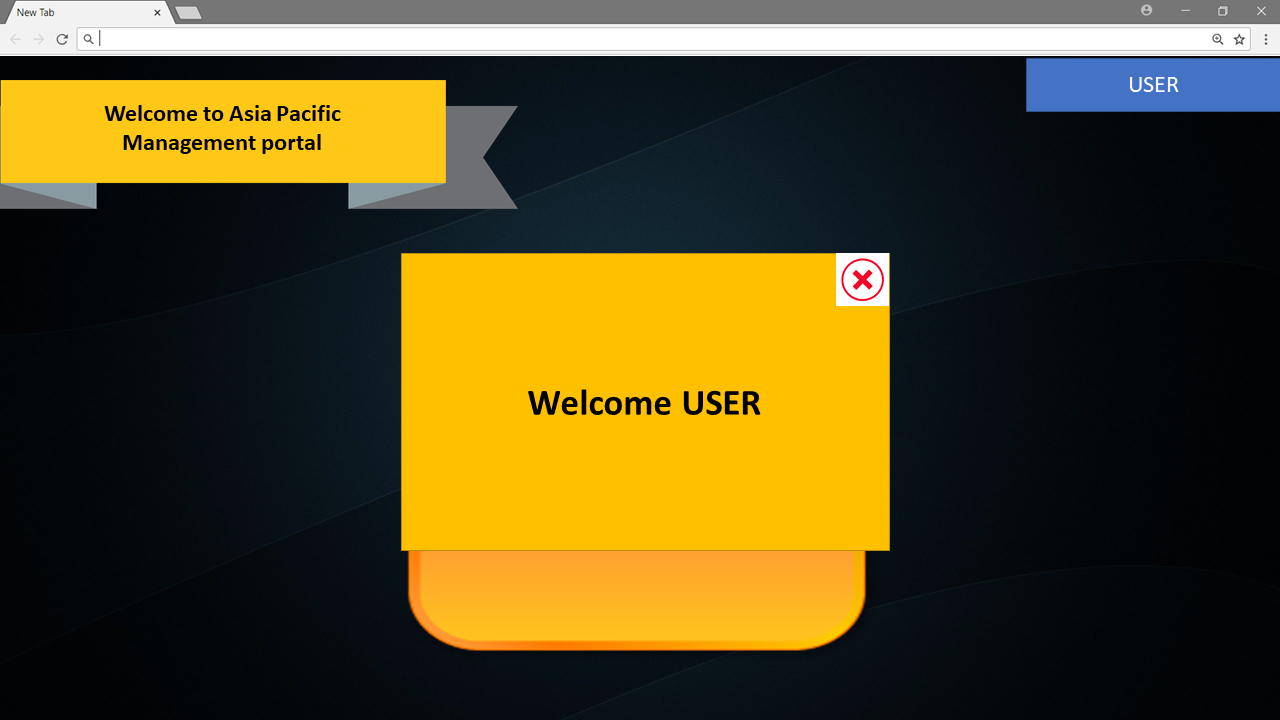 New Tab
USER
Welcome to Asia Pacific
Management portal
Welcome USER